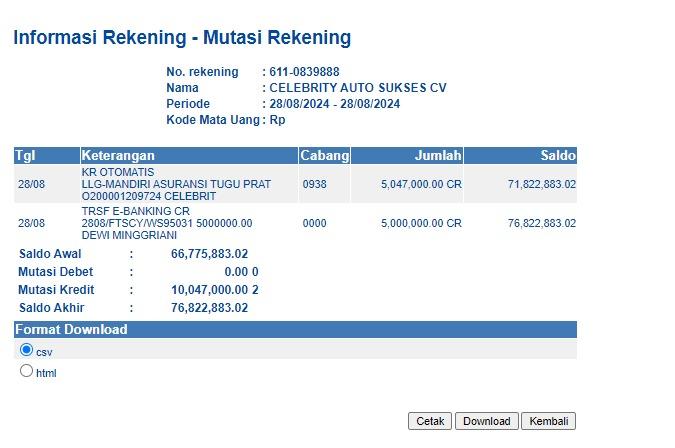 Informasi Rekening - Mutasi Rekening
No. rekening : 611-0839888
Nama : CELEBRITY AUTO SUKSES CV
Periode : 28/08/2024 - 28/08/2024
Kode Mata Uang : Rp
Tgl Keterangan Cabang Jumlah Saldo
KR OTOMATIS
28/08 LLG-MANDIRI ASURANSI TUGU PRAT 0938 5,047,000.00 CR 71,822,883.02
O200001209724 CELEBRIT
TRSF E-BANKING CR
28/08 2808/FTSCY/WS95031 5000000.00 0000 5,000,000.00 CR 76,822,883.02
DEWI MINGGRIANI
Saldo Awal : 66,775,883.02
Mutasi Debet : 0.00 0
Mutasi Kredit : 10,047,000.00 2
Saldo Akhir : 76,822,883.02
Format Download
csv
html
Cetak Download Kembali